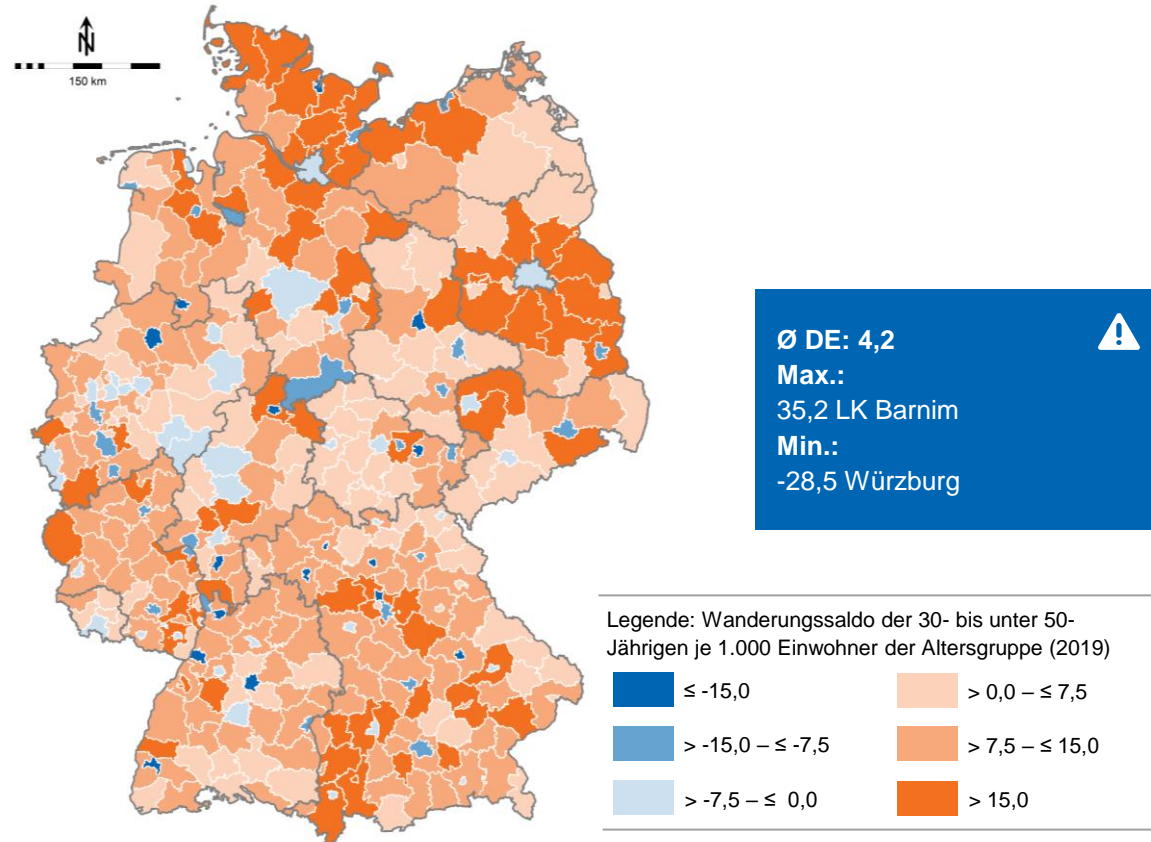 N
150 km
Ø DE: 4,2
Max.:
35,2 LK Barnim
Min.:
-28,5 Würzburg
Legende: Wanderungssaldo der 30- bis unter 50-
Jährigen je 1.000 Einwohner der Altersgruppe (2019)
≤ -15,0
> 0,0 – ≤ 7,5
> -15,0 – ≤ -7,5
> 7,5 – ≤ 15,0
> -7,5 – ≤ 0,0
> 15,0